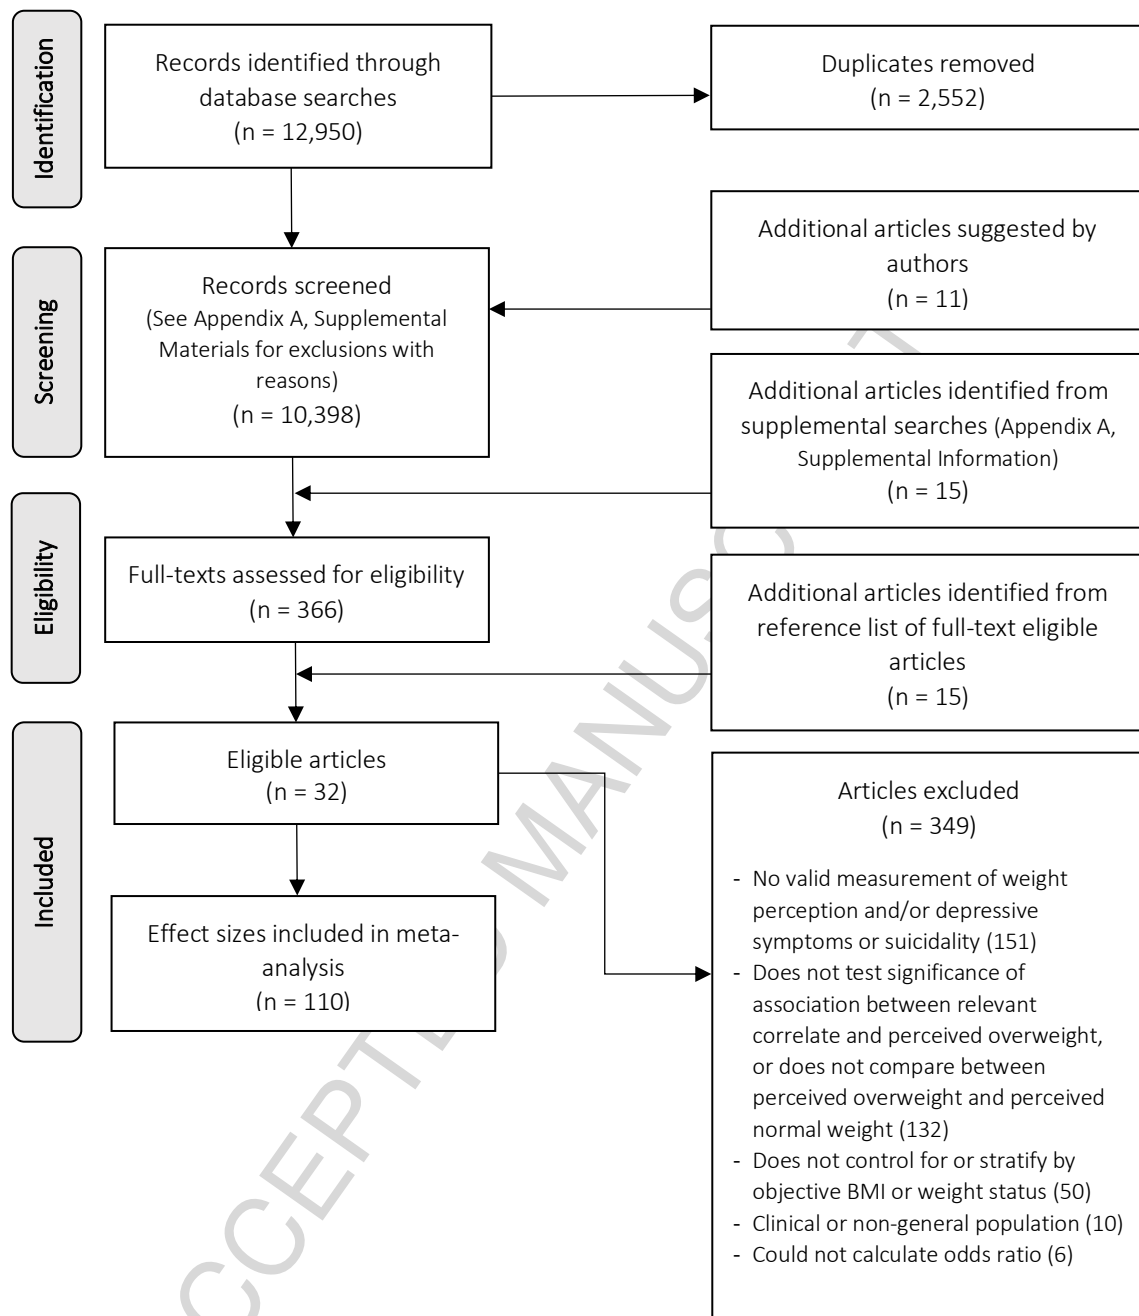 Identification
Records identified through
database searches
(n = 12,950)
Duplicates removed
(n = 2,552)
Additional articles suggested by
authors
(n = 11)
Screening
Records screened
(See Appendix A, Supplemental
Materials for exclusions with
reasons)
(n = 10,398)
Additional articles identified from
supplemental searches (Appendix A,
Supplemental Information)
(n = 15)
Eligibility
Full-texts assessed for eligibility
(n = 366)
Additional articles identified from
reference list of full-text eligible
articles
(n = 15)
Included
Eligible articles
(n = 32)
Effect sizes included in meta-
analysis
(n = 110)
Articles excluded
(n = 349)
- No valid measurement of weight
perception and/or depressive
symptoms or suicidality (151)
- Does not test significance of
association between relevant
correlate and perceived overweight,
or does not compare between
perceived overweight and perceived
normal weight (132)
- Does not control for or stratify by
objective BMI or weight status (50)
- Clinical or non-general population (10)
- Could not calculate odds ratio (6)